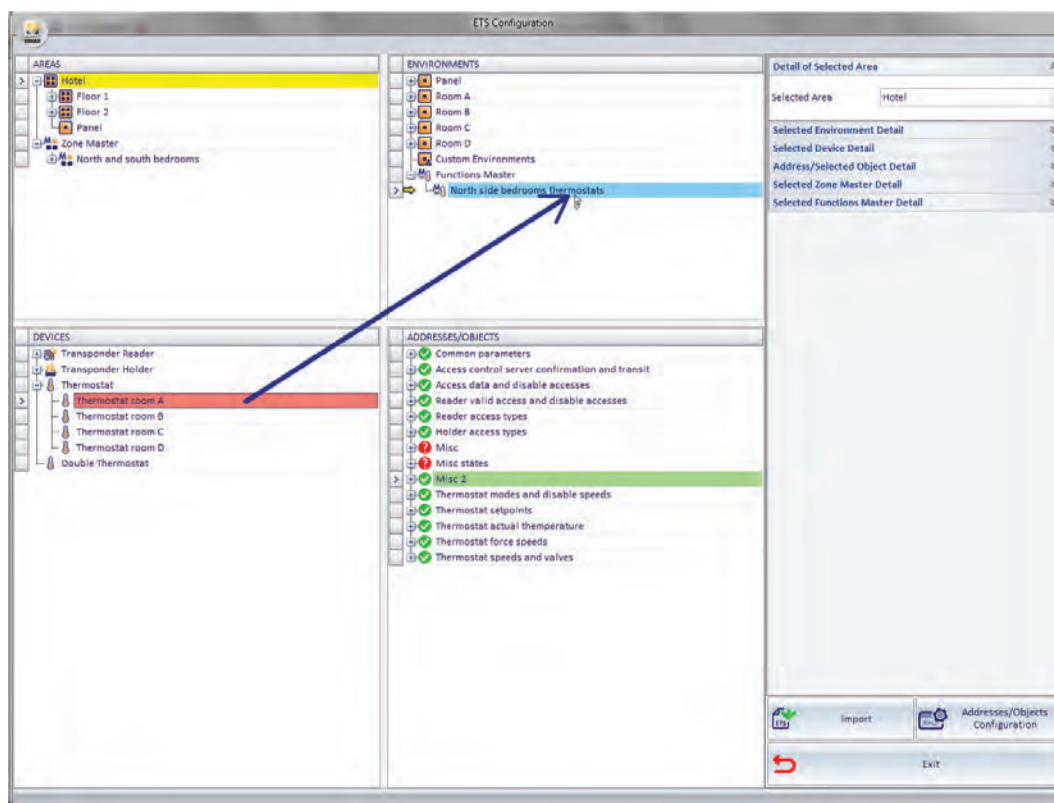 ETS Configuration
AREAS
Hotel
Floor 1
Floor 2
Panel
Zone Master
North and south bedrooms
ENVIRONMENTS
Panel
Room A
Room B
Room C
Room D
Custom Environments
Functions Master
North side bedrooms thermostats
Detail of Selected Area
Selected Area Hotel
Selected Environment Detail
Selected Device Detail
Address/Selected Object Detail
Selected Zone Master Detail
Selected Functions Master Detail
DEVICES
Transponder Reader
Transponder Holder
Thermostat
Thermostat room A
Thermostat room B
Thermostat room C
Thermostat room D
Double Thermostat
ADDRESSES/OBJECTS
Common parameters
Access control server confirmation and transit
Access data and disable accesses
Reader valid access and disable accesses
Reader access types
Holder access types
Misc
Misc states
Misc 2
Thermostat modes and disable speeds
Thermostat setpoints
Thermostat actual themperature
Thermostat force speeds
Thermostat speeds and valves
Import
Addresses/Objects
Configuration
Exit